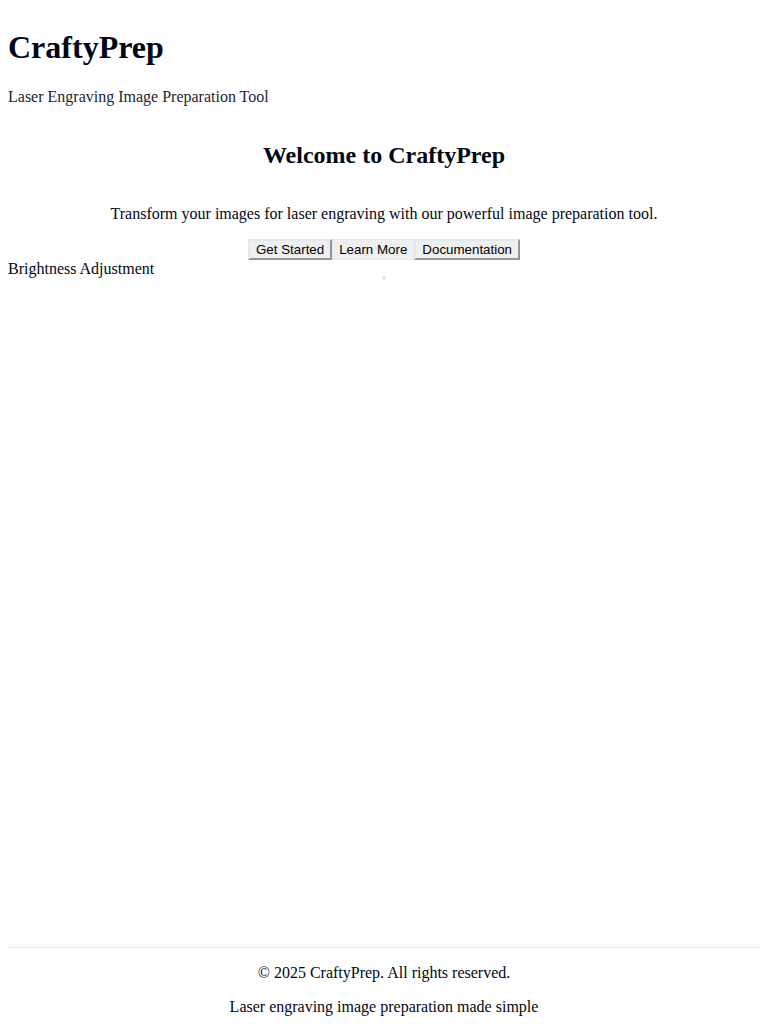 CraftyPrep
Laser Engraving Image Preparation Tool
Welcome to CraftyPrep
Transform your images for laser engraving with our powerful image preparation tool.
Get Started Learn More Documentation
Brightness Adjustment
© 2025 CraftyPrep. All rights reserved.
Laser engraving image preparation made simple